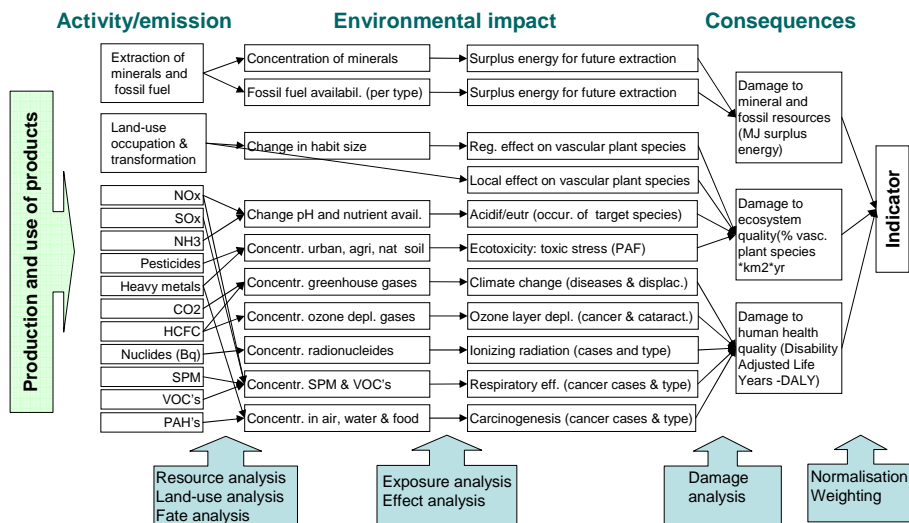 Activity/emission
Environmental impact
Consequences
Production and use of products
Extraction of
minerals and
fossil fuel
Land-use
occupation &
transformation
NOx
SOx
NH3
Pesticides
Heavy metals
CO2
HCFC
Nuclides (Bq)
SPM
VOC's
PAH's
Concentration of minerals
Fossil fuel availabil. (per type)
Change in habit size
Change pH and nutrient avail.
Concentr. urban, agri, nat soil
Concentr. greenhouse gases
Concentr. ozone depl. gases
Concentr. radionucleides
Concentr. SPM & VOC's
Concentr. in air, water & food
Surplus energy for future extraction
Surplus energy for future extraction
Reg. effect on vascular plant species
Local effect on vascular plant species
Acidif/eutr (occur. of target species)
Ecotoxicity: toxic stress (PAF)
Climate change (diseases & displac.)
Ozone layer depl. (cancer & cataract.)
Ionizing radiation (cases and type)
Respiratory eff. (cancer cases & type)
Carcinogenesis (cancer cases & type)
Damage to
mineral and
fossil resources
(MJ surplus
energy)
Damage to
ecosystem
quality(% vasc.
plant species
*km2*yr
Damage to
human health
quality (Disability
Adjusted Life
Years -DALY)
Indicator
Resource analysis
Land-use analysis
Fate analysis
Exposure analysis
Effect analysis
Damage
analysis
Normalisation
Weighting